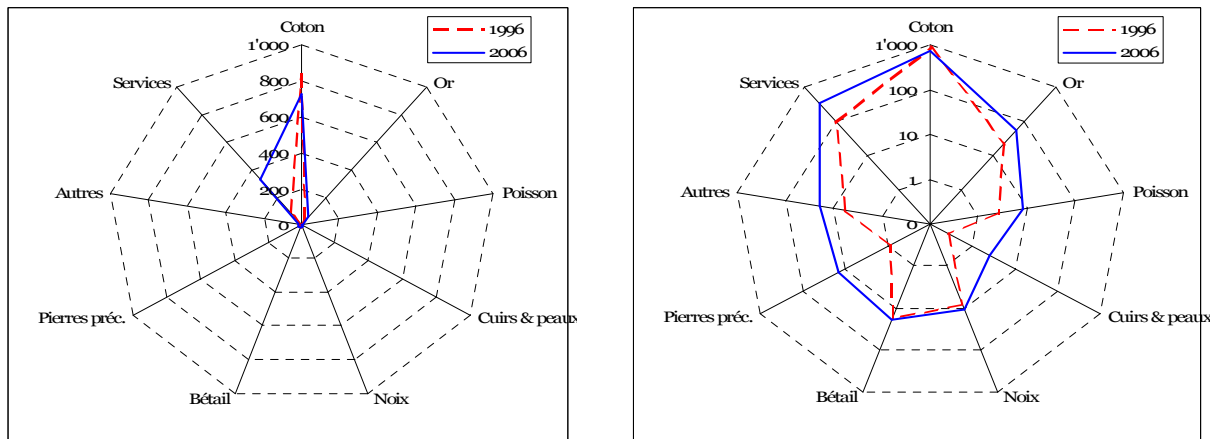 Coton
1996
2006
1'000
Services
Or
800
600
400
Autres
200
Poisson
0
Pierres préc.
Cuirs & peaux
Bétail
Noix
Coton
1996
2006
1'000
Services
Or
100
10
Autres
1
Poisson
0
Pierres préc.
Cuirs & peaux
Bétail
Noix